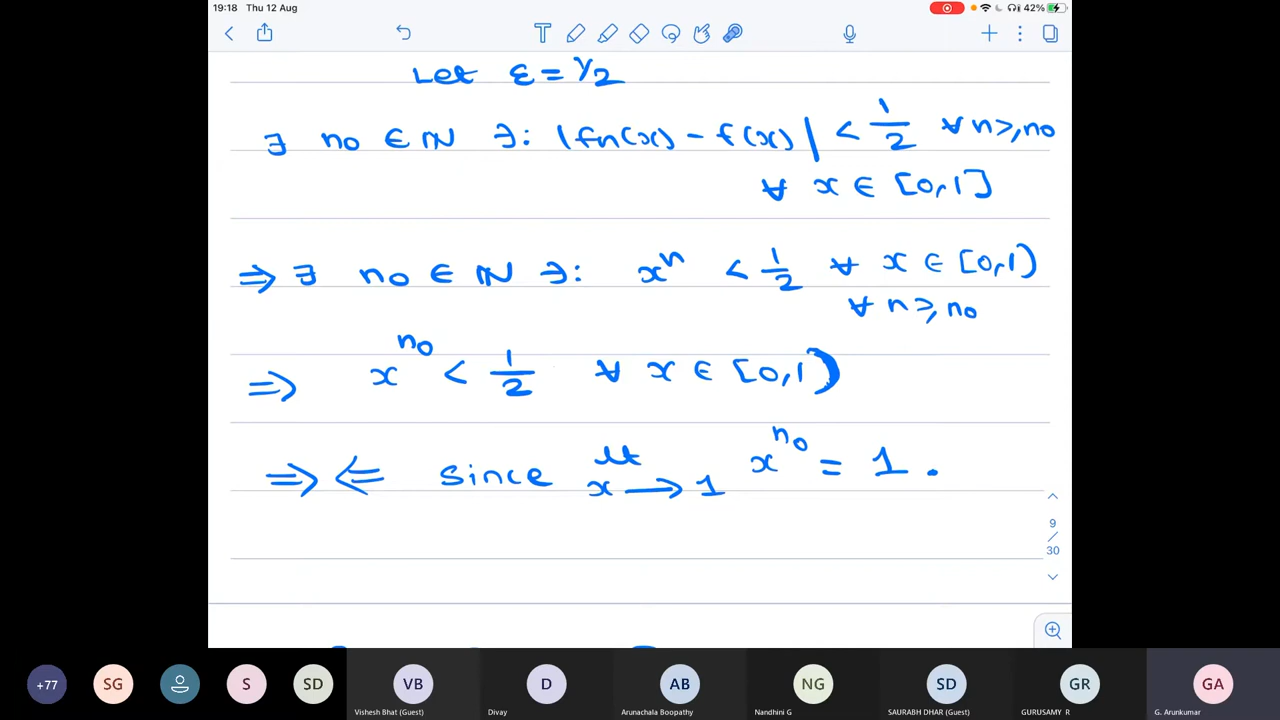 19:18 Thu 12 Aug
42%
Let ε = 1/2
∃ n₀ ∈ ℕ ∋: |fn(x) - f(x)| < 1/2 ∀ n ≥ n₀
∀ x ∈ [0,1]
⇒ ∃ n₀ ∈ ℕ ∋: xⁿ < 1/2 ∀ x ∈ [0,1)
∀ n ≥ n₀
⇒ x^{n₀} < 1/2 ∀ x ∈ [0,1)
⇒⇐ Since lt x→1 x^{n₀} = 1.
9
/
30
+77 SG S SD VB D AB NG SD GR GA
Vishesh Bhat (Guest) Divay Arunachala Boopathy Nandhini G SAURABH DHAR (Guest) GURUSAMY R G. Arunkumar